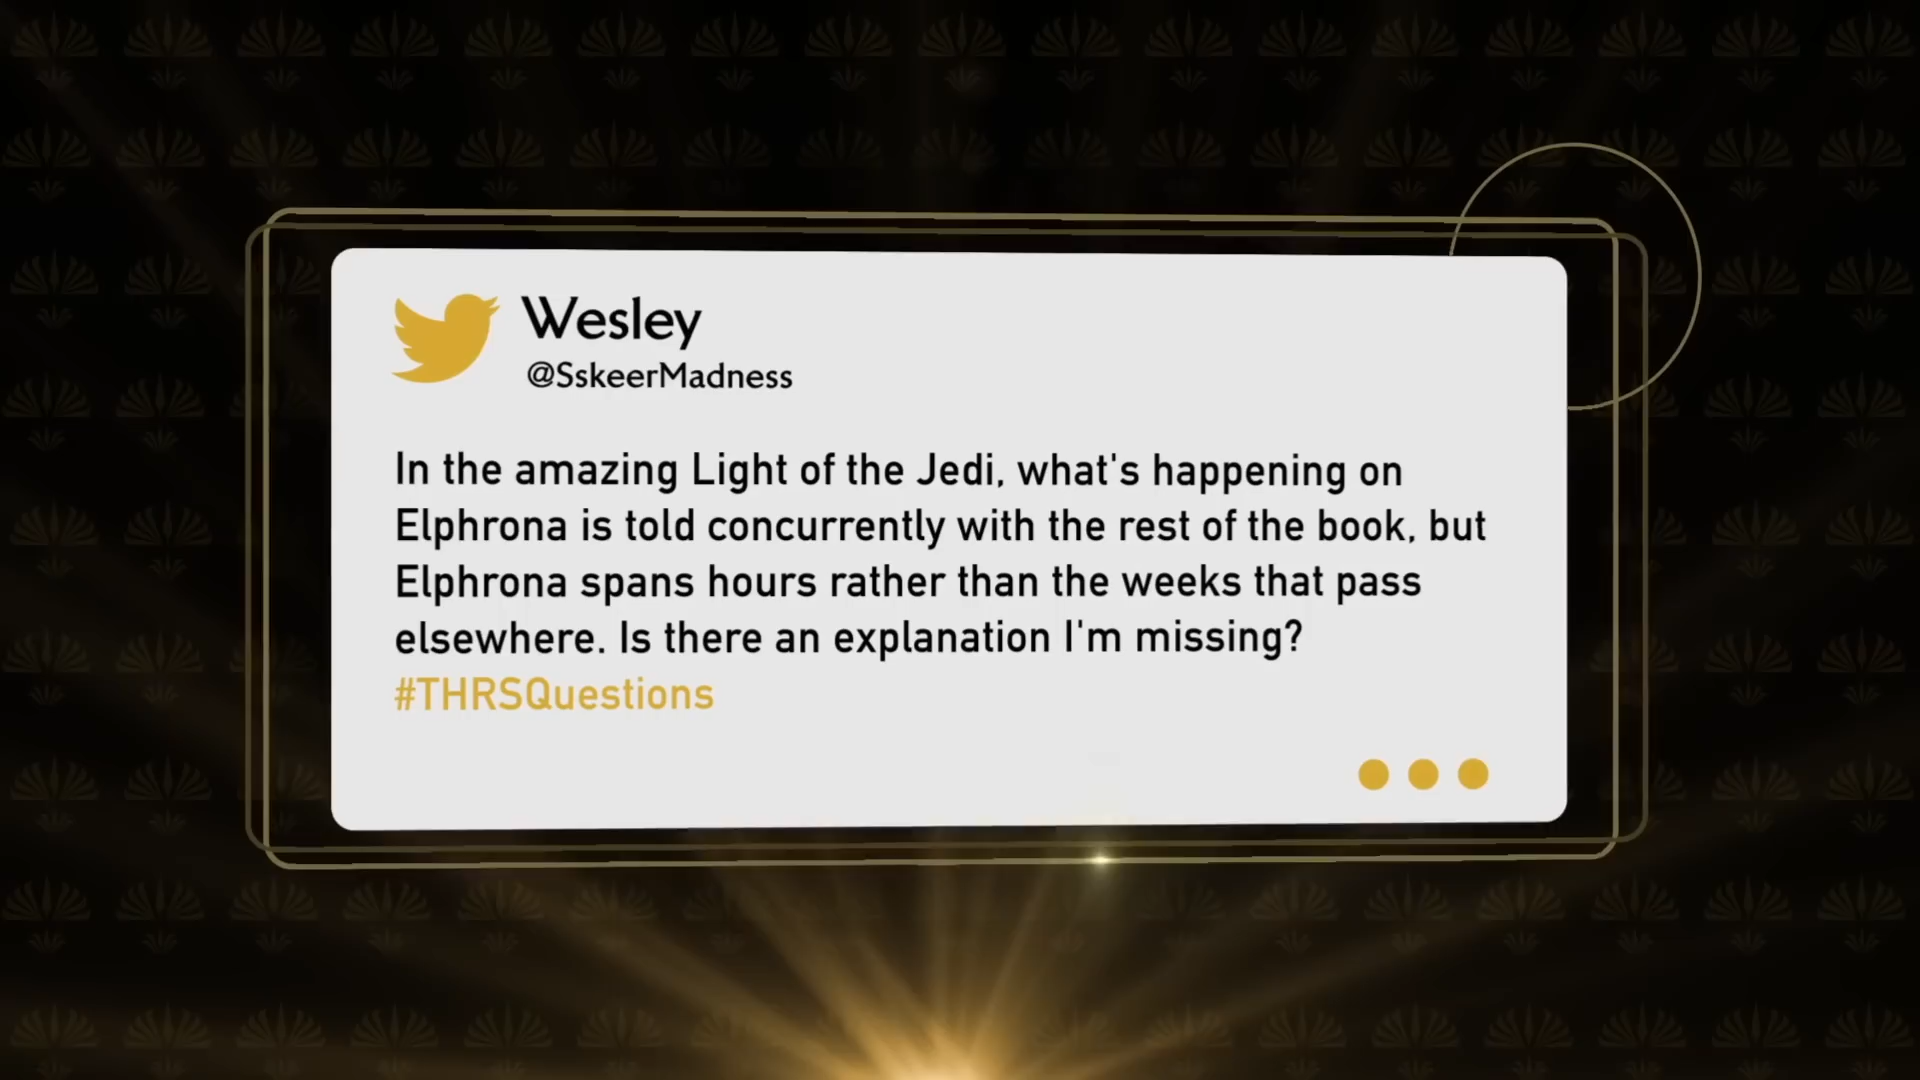 Wesley
@SskeerMadness
In the amazing Light of the Jedi, what's happening on
Elphrona is told concurrently with the rest of the book, but
Elphrona spans hours rather than the weeks that pass
elsewhere. Is there an explanation I'm missing?
#THRSQuestions